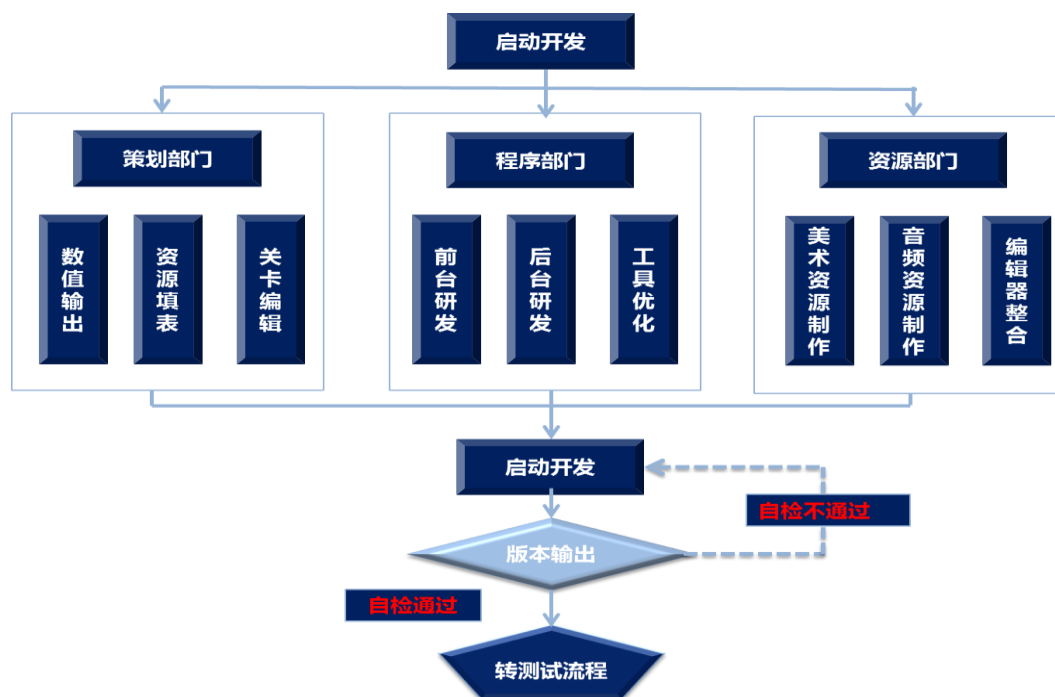 启动开发
策划部门
程序部门
资源部门
数值输出
资源填表
关卡编辑
前台研发
后台研发
工具优化
美术资源制作
音频资源制作
编辑器整合
启动开发
自检不通过
版本输出
自检通过
转测试流程